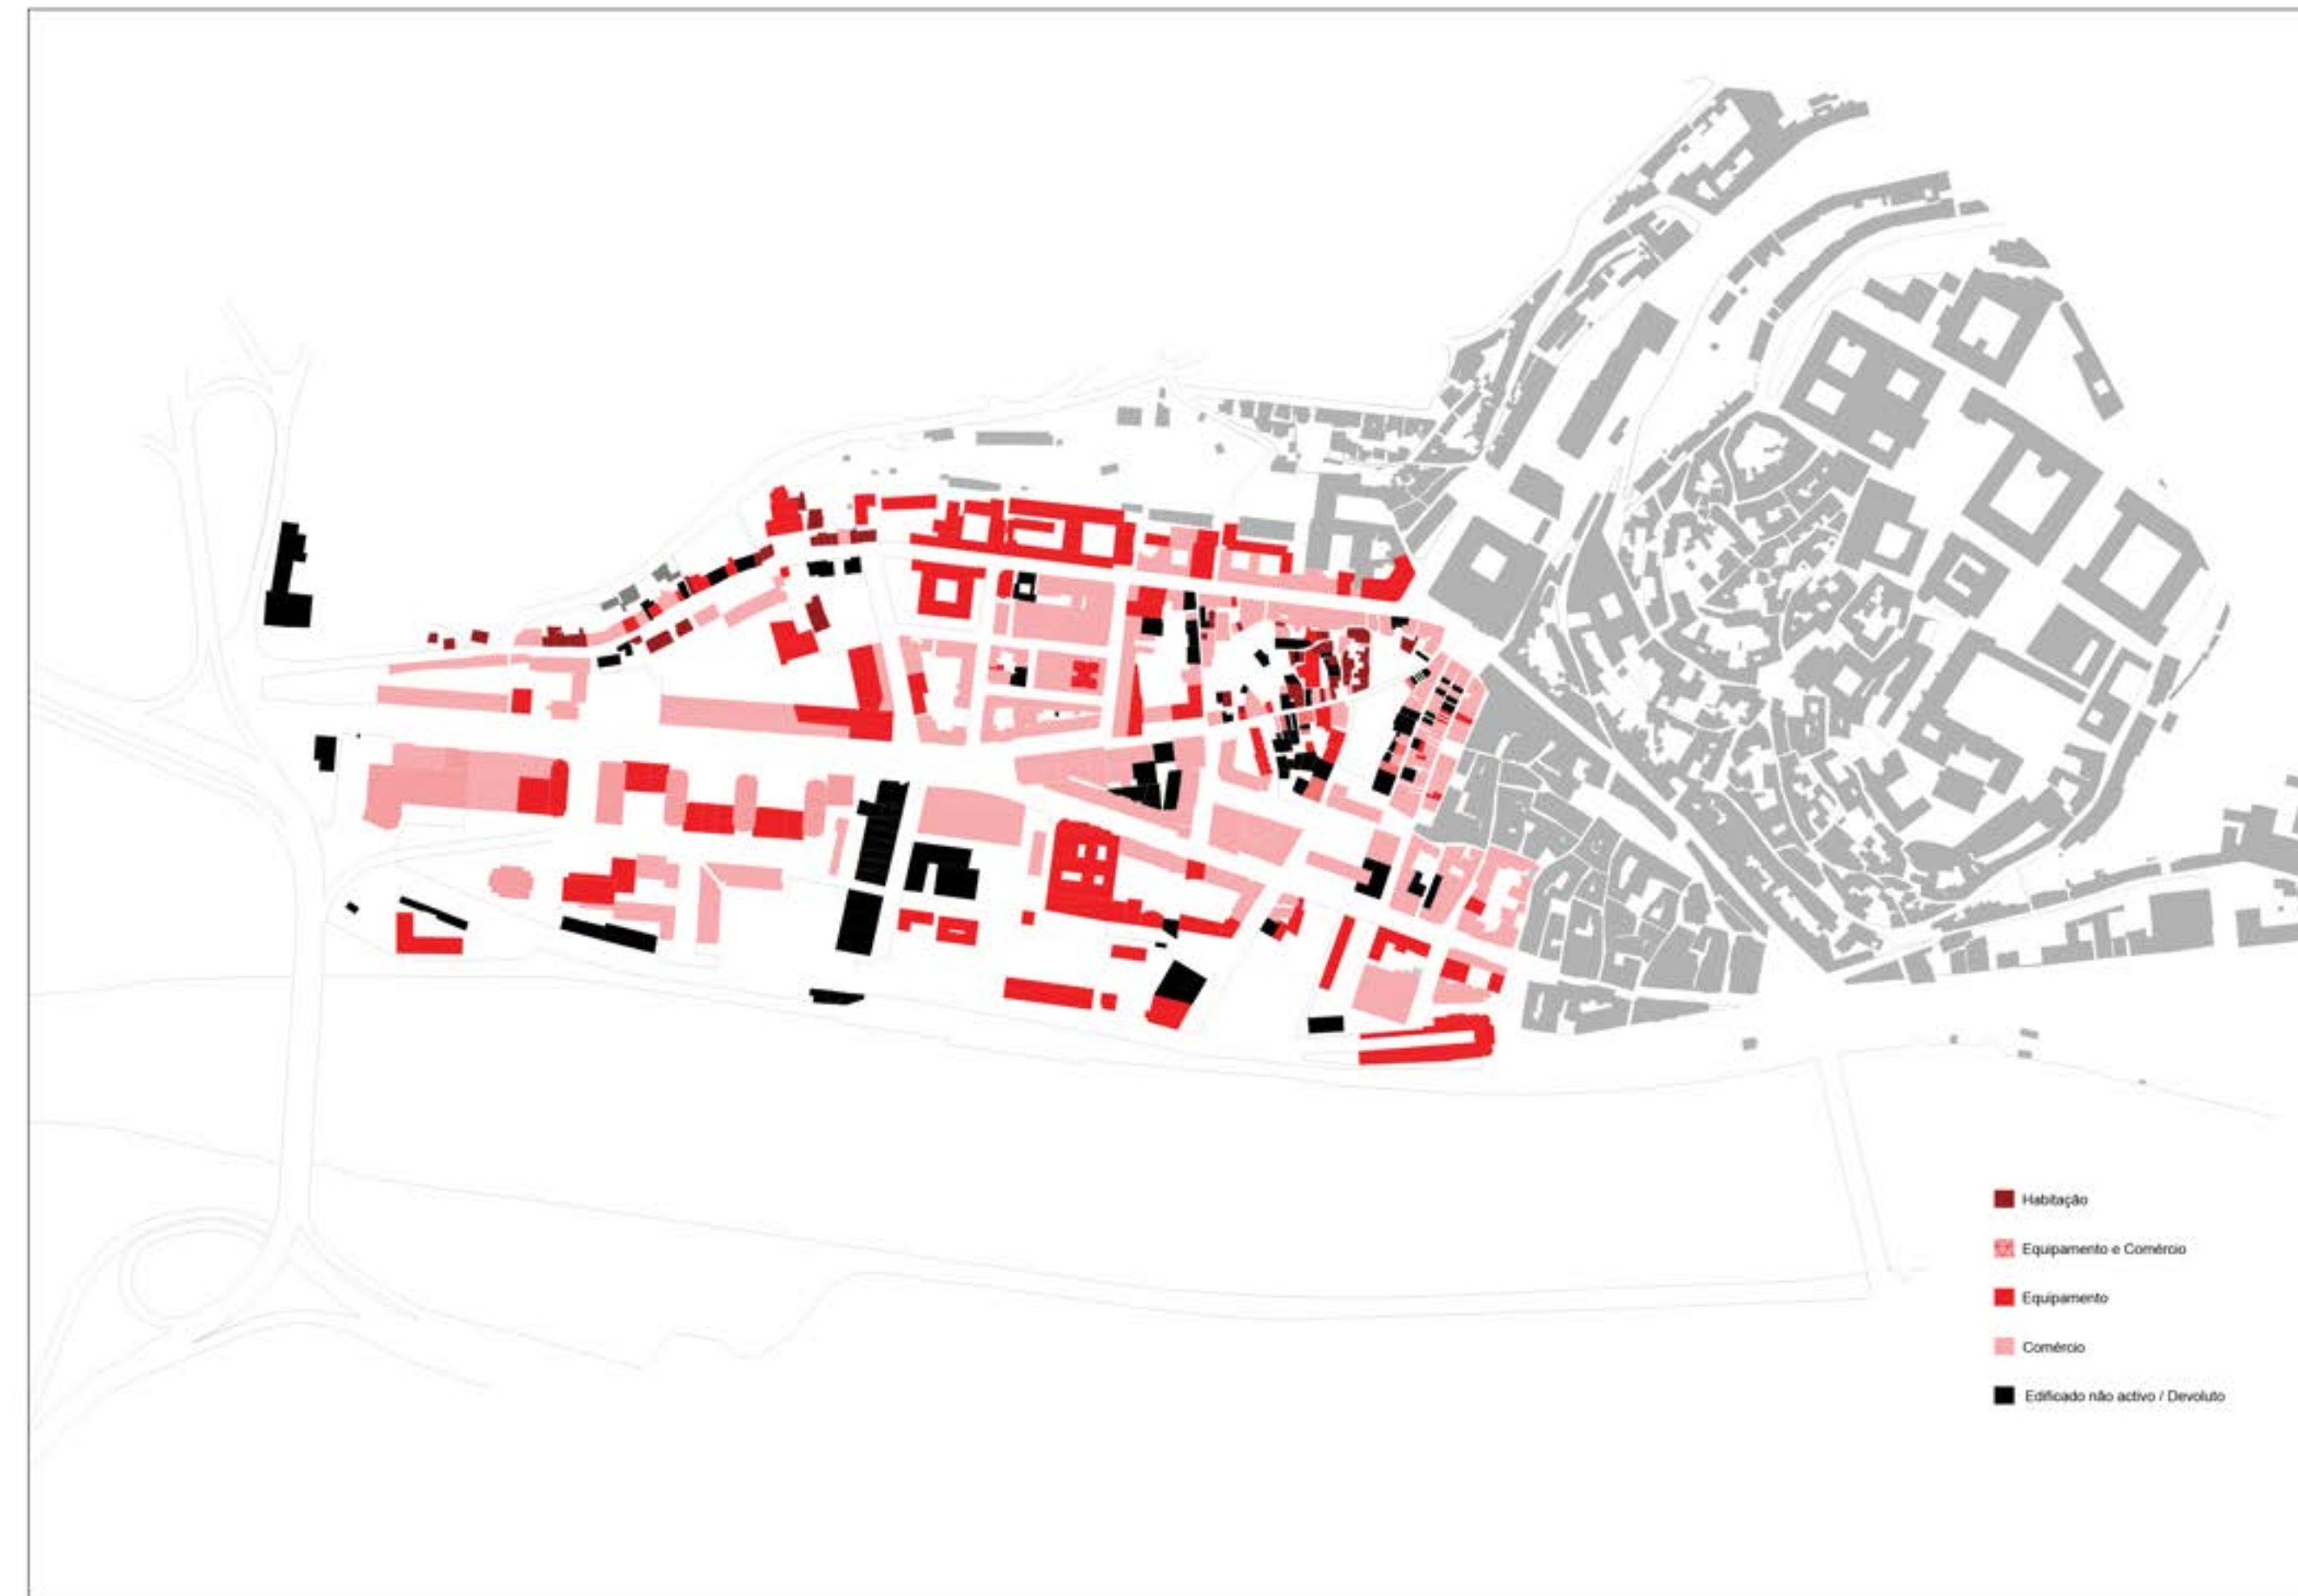 Habitação
Equipamento e Comércio
Equipamento
Comércio
Edificado não activo / Devoluto